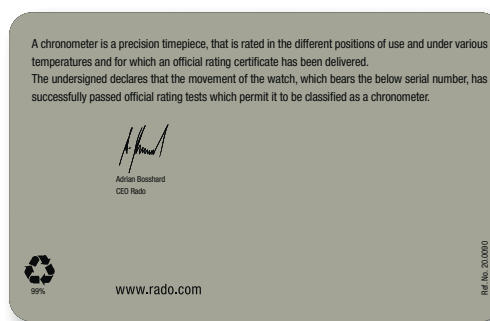 A chronometer is a precision timepiece, that is rated in the different positions of use and under various
temperatures and for which an official rating certificate has been delivered.
The undersigned declares that the movement of the watch, which bears the below serial number, has
successfully passed official rating tests which permit it to be classified as a chronometer.
Adrian Bosshard
CEO Rado
99%
www.rado.com
Ref. No. 20.0090